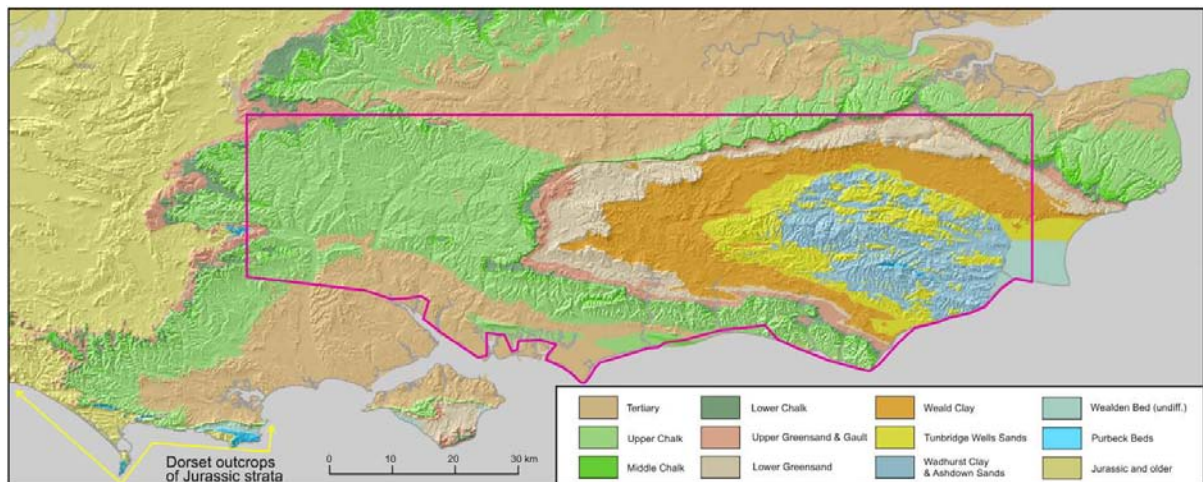 Dorset outcrops
of Jurassic strata
0 10 20 30 km
Tertiary
Lower Chalk
Weald Clay
Wealden Bed (undiff.)
Upper Chalk
Upper Greensand & Gault
Tunbridge Wells Sands
Purbeck Beds
Middle Chalk
Lower Greensand
Wadhurst Clay
& Ashdown Sands
Jurassic and older